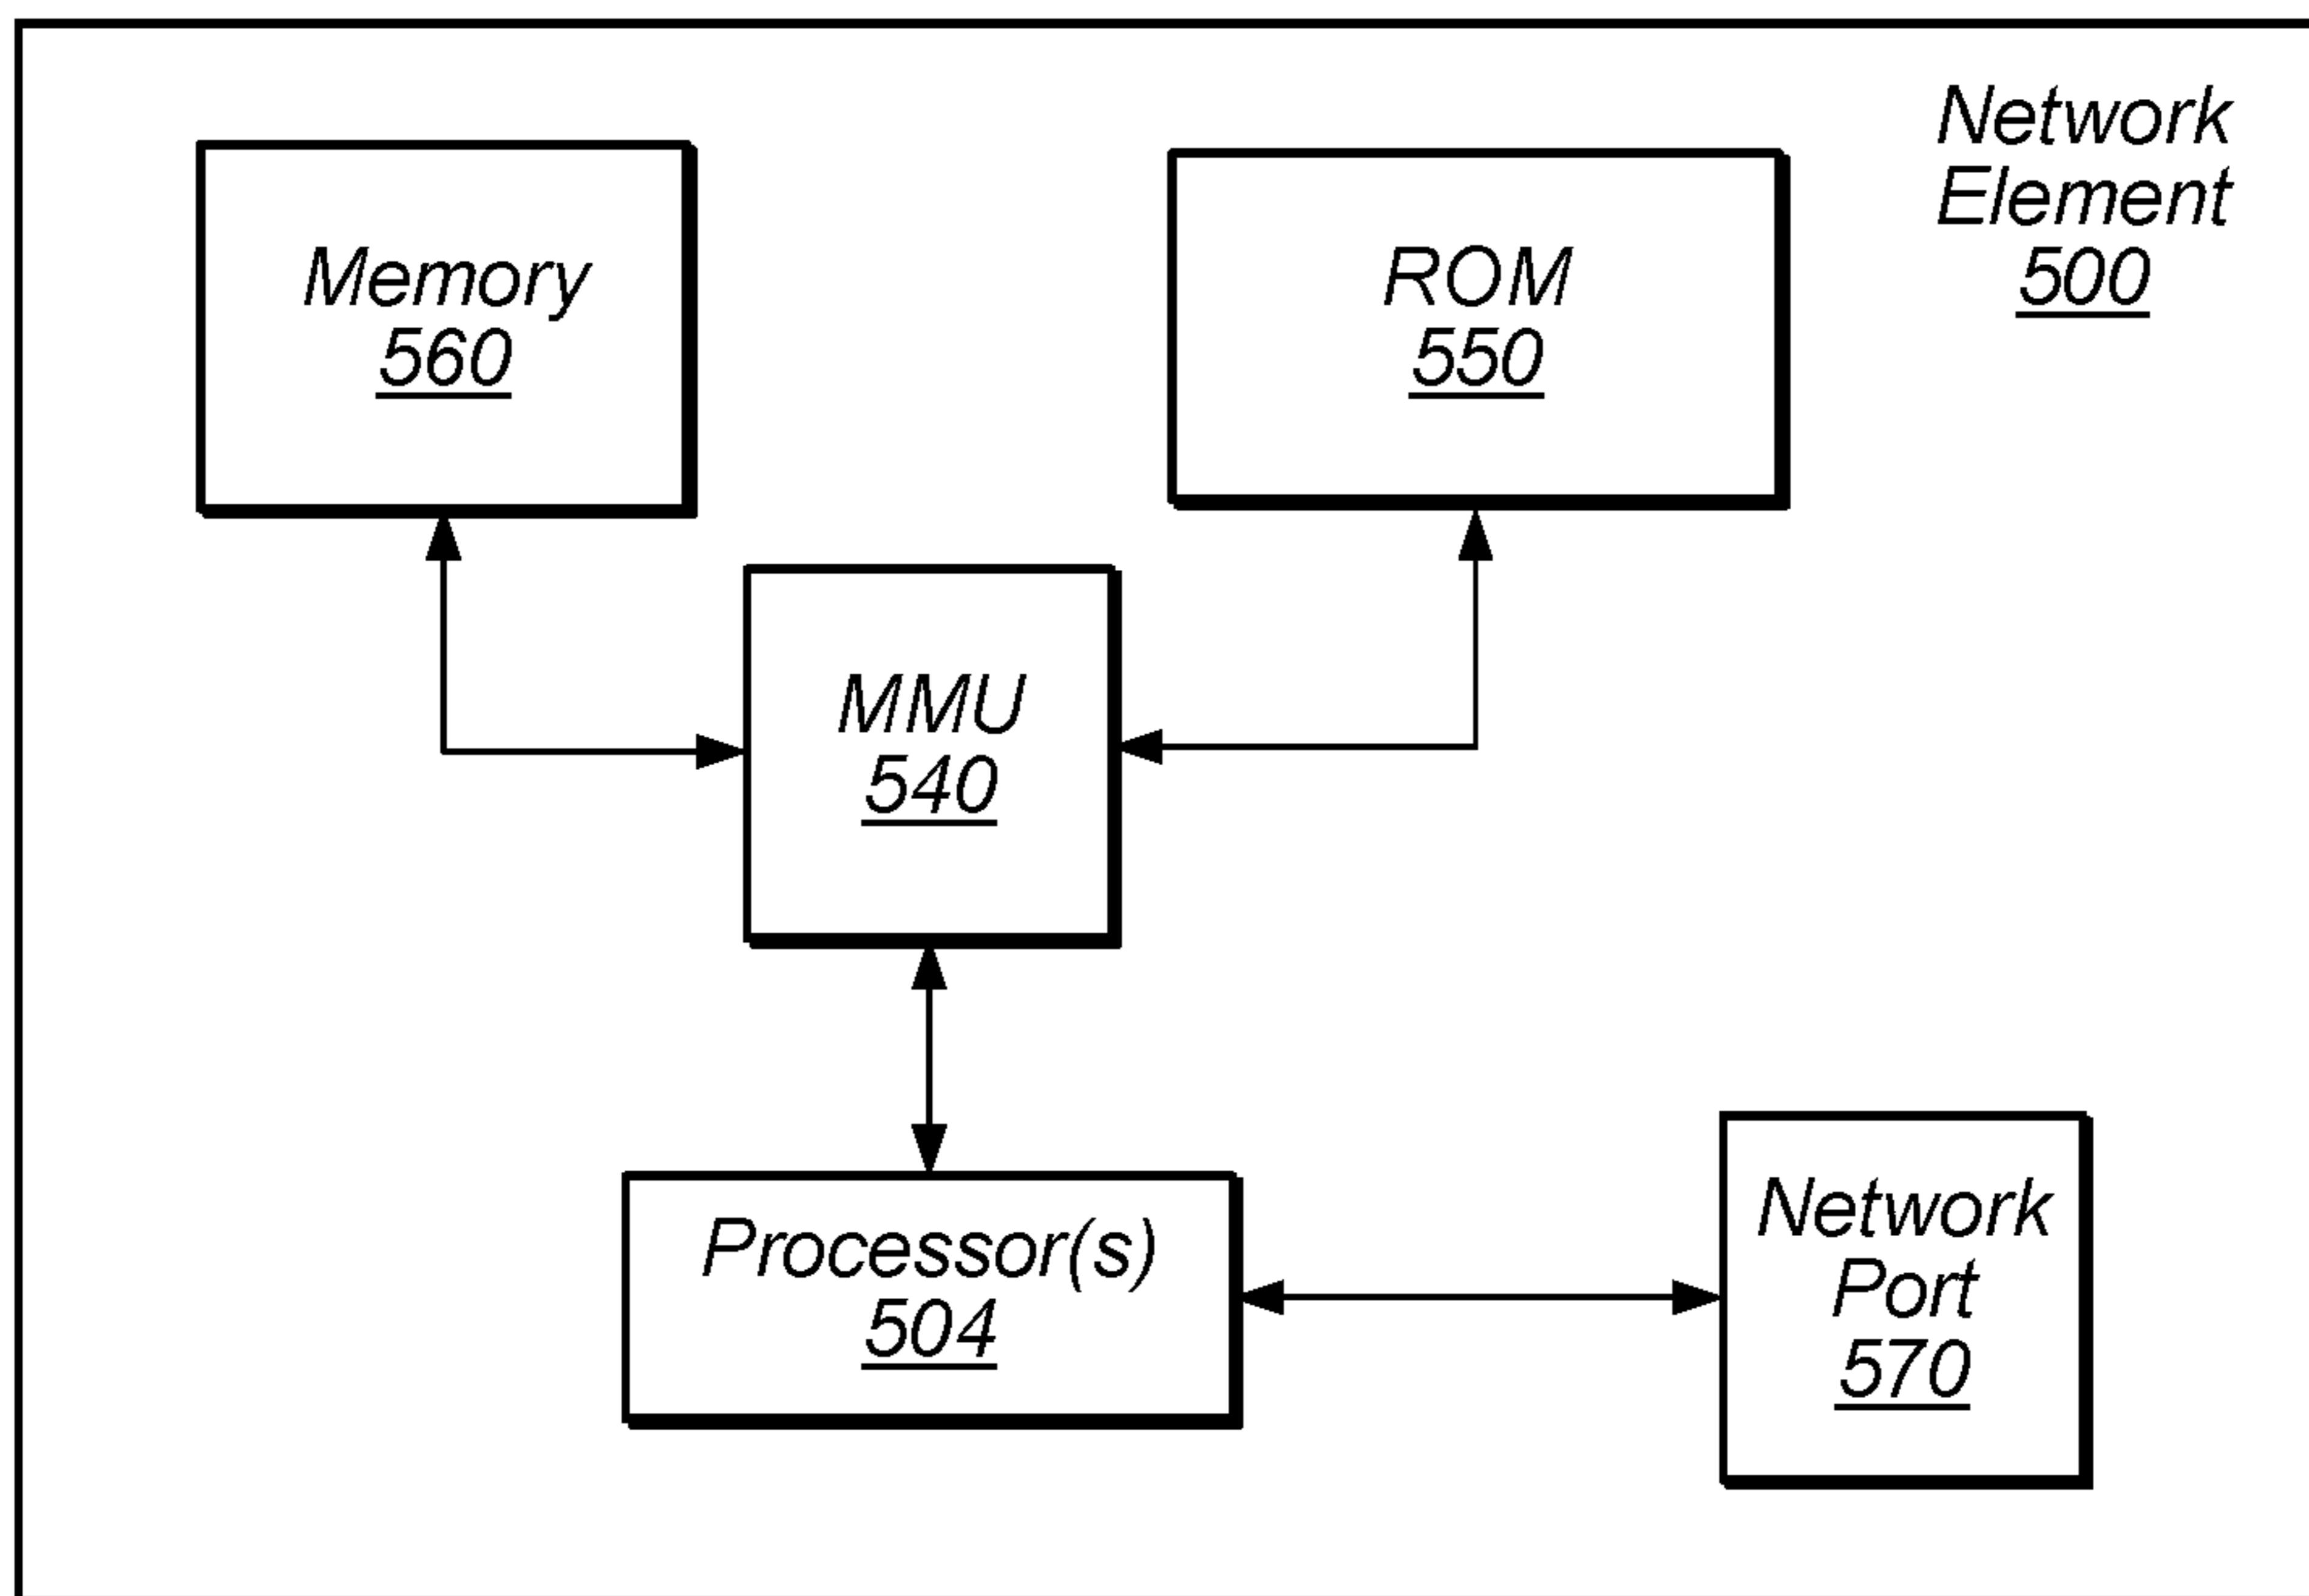 Network
Element
500
Memory
560
ROM
550
MMU
540
Processor(s)
504
Network
Port
570